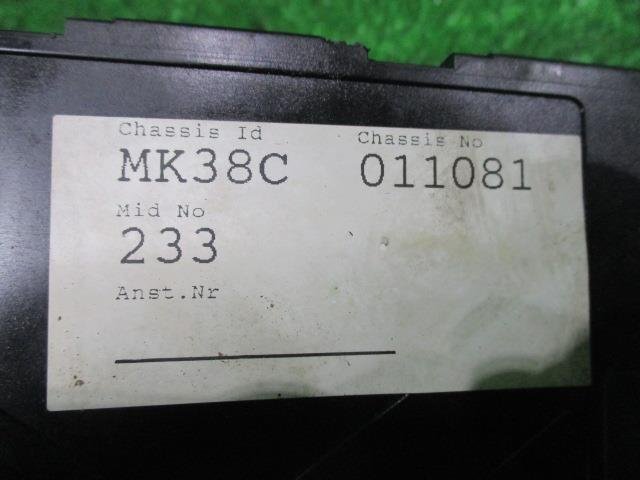 Chassis Id Chassis No
MK38C 011081
Mid No
233
Anst.Nr